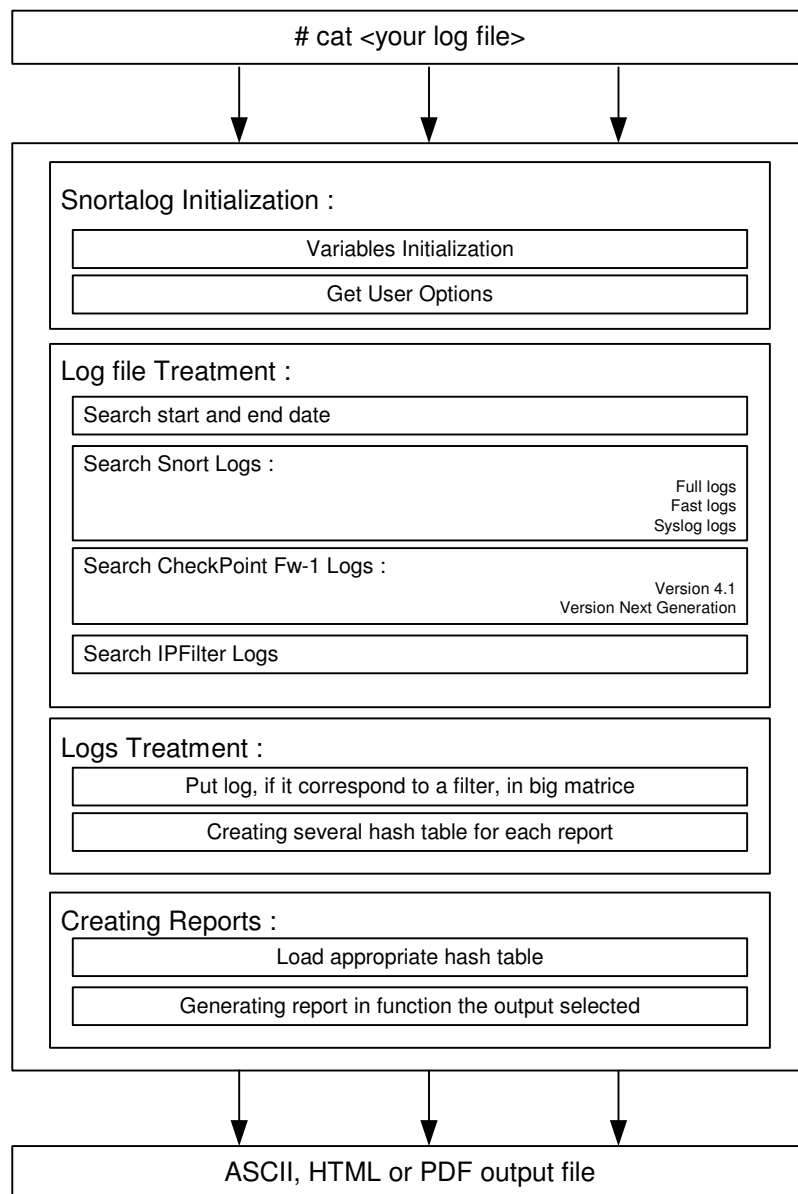 # cat <your log file>
Snortalog Initialization :
Variables Initialization
Get User Options
Log file Treatment :
Search start and end date
Search Snort Logs :
Full logs
Fast logs
Syslog logs
Search CheckPoint Fw-1 Logs :
Version 4.1
Version Next Generation
Search IPFilter Logs
Logs Treatment :
Put log, if it correspond to a filter, in big matrice
Creating several hash table for each report
Creating Reports :
Load appropriate hash table
Generating report in function the output selected
ASCII, HTML or PDF output file